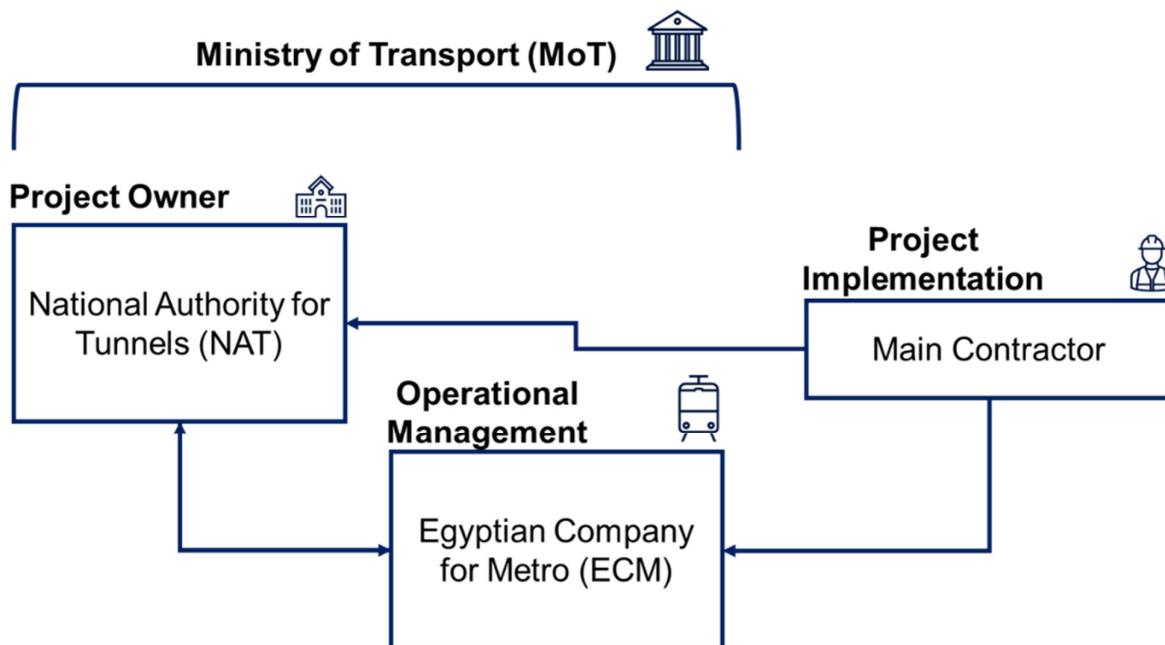 Ministry of Transport (MoT)
Project Owner
National Authority for
Tunnels (NAT)
Project
Implementation
Main Contractor
Operational
Management
Egyptian Company
for Metro (ECM)